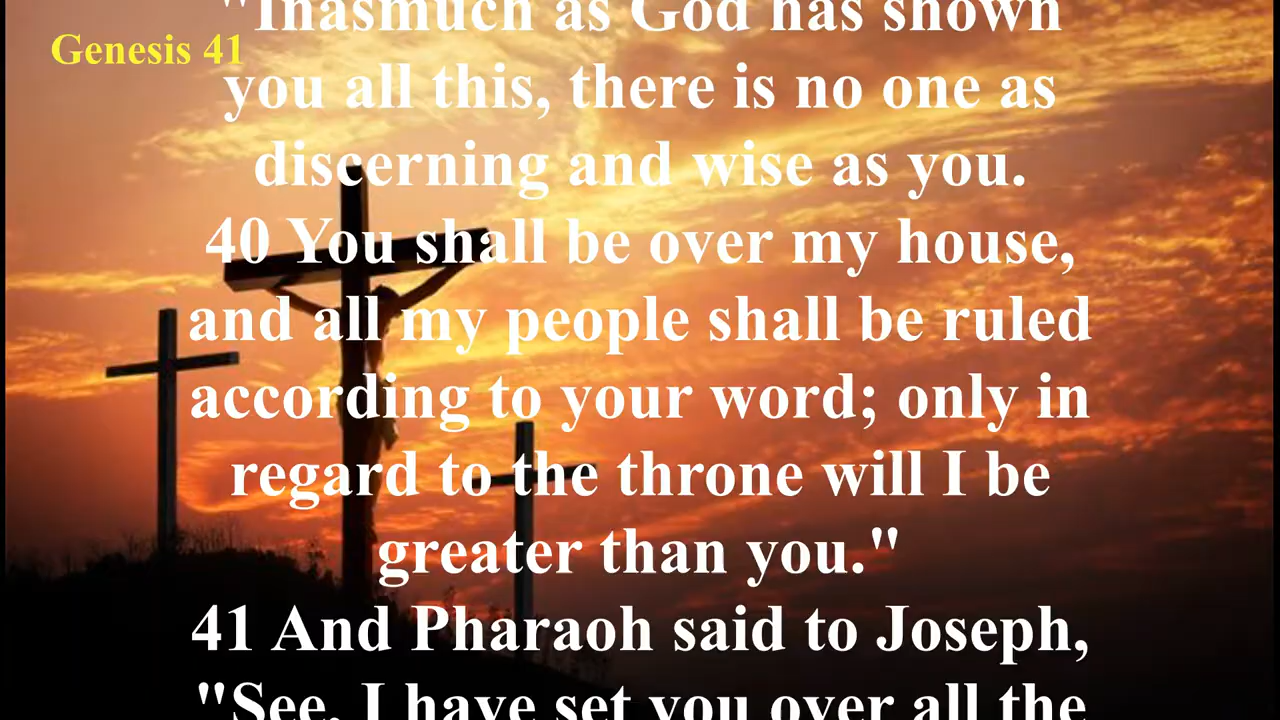 Genesis 41
"Inasmuch as God has shown
you all this, there is no one as
discerning and wise as you.
40 You shall be over my house,
and all my people shall be ruled
according to your word; only in
regard to the throne will I be
greater than you."
41 And Pharaoh said to Joseph,
"See, I have set you over all the